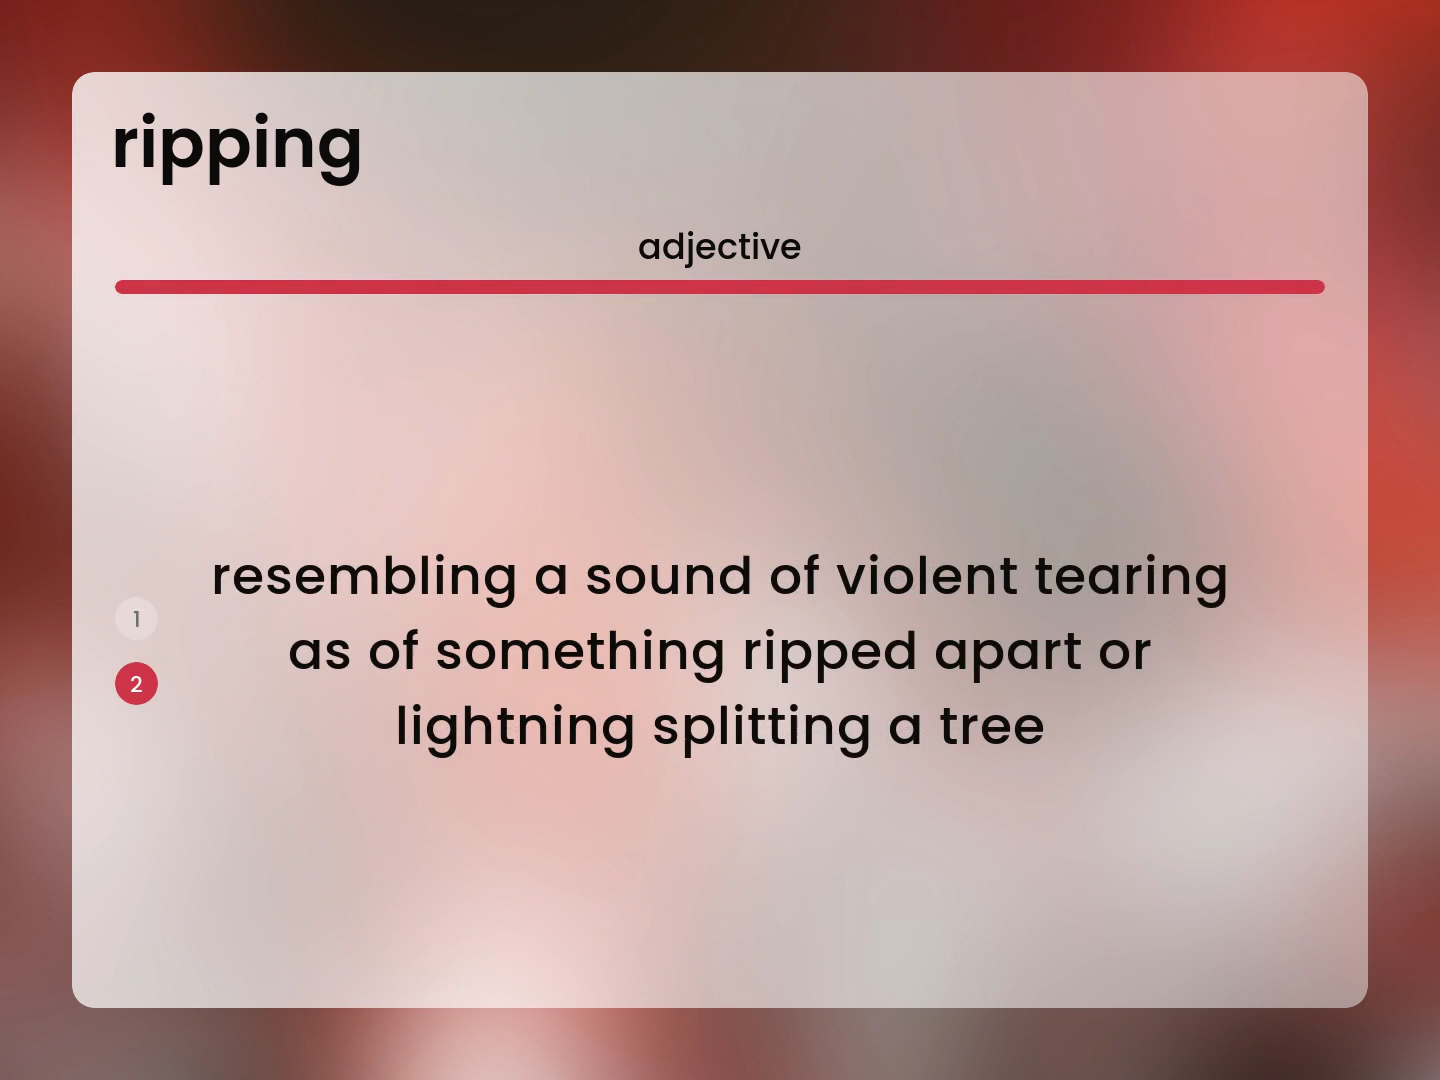 ripping
adjective
resembling a sound of violent tearing
as of something ripped apart or
lightning splitting a tree
1
2